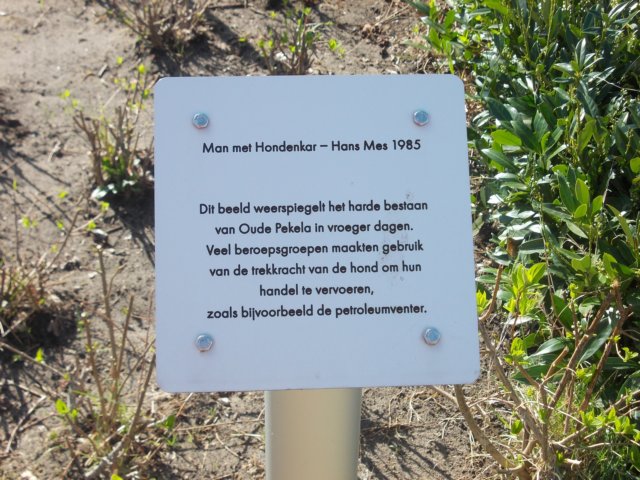 Man met Hondenkar – Hans Mes 1985
Dit beeld weerspiegelt het harde bestaan
van Oude Pekela in vroeger dagen.
Veel beroepsgroepen maakten gebruik
van de trekkracht van de hond om hun
handel te vervoeren,
zoals bijvoorbeeld de petroleumventer.